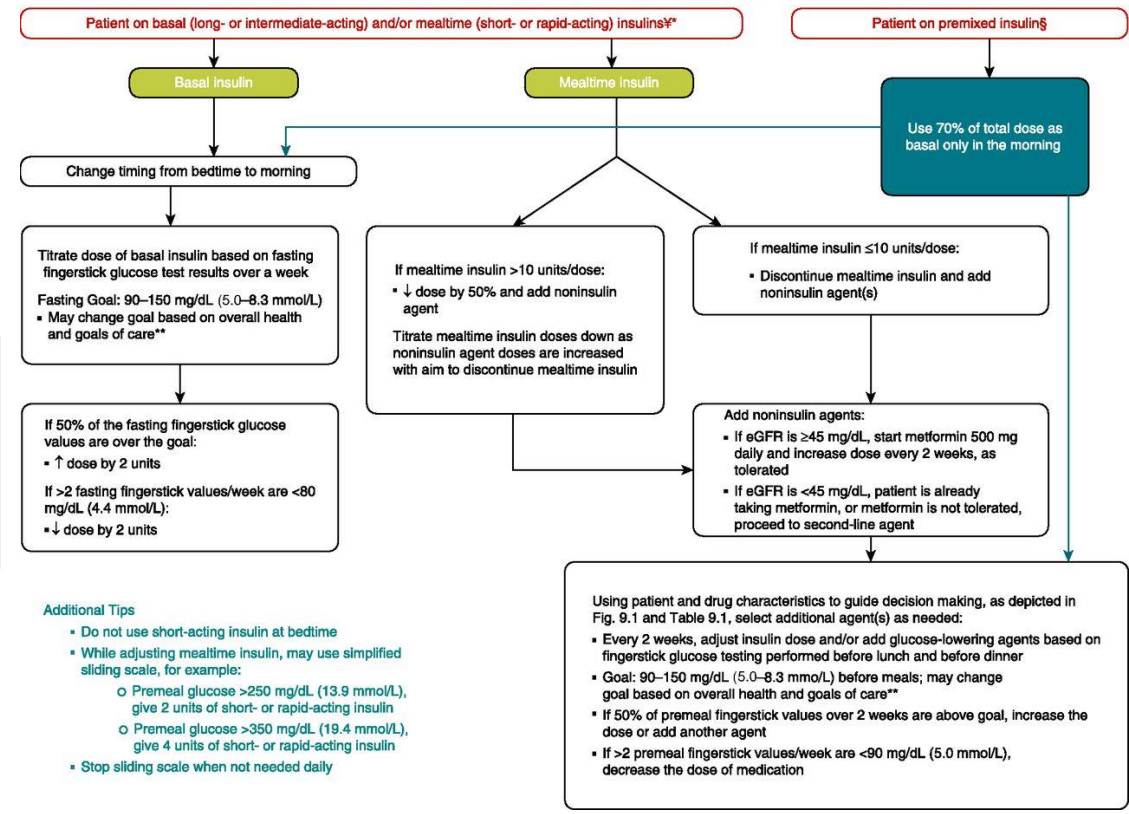 Patient on basal (long- or intermediate-acting) and/or mealtime (short- or rapid-acting) insulins¥*
Patient on premixed insulin§
Basal insulin
Mealtime insulin
Use 70% of total dose as
basal only in the morning
Change timing from bedtime to morning
Titrate dose of basal insulin based on fasting
fingerstick glucose test results over a week
Fasting Goal: 90–150 mg/dL (5.0–8.3 mmol/L)
▪ May change goal based on overall health
and goals of care**
If 50% of the fasting fingerstick glucose
values are over the goal:
▪ ↑ dose by 2 units
If >2 fasting fingerstick values/week are <80
mg/dL (4.4 mmol/L):
▪ ↓ dose by 2 units
If mealtime insulin >10 units/dose:
▪ ↓ dose by 50% and add noninsulin
agent
Titrate mealtime insulin doses down as
noninsulin agent doses are increased
with aim to discontinue mealtime insulin
If mealtime insulin ≤10 units/dose:
▪ Discontinue mealtime insulin and add
noninsulin agent(s)
Add noninsulin agents:
▪ If eGFR is ≥45 mg/dL, start metformin 500 mg
daily and increase dose every 2 weeks, as
tolerated
▪ If eGFR is <45 mg/dL, patient is already
taking metformin, or metformin is not tolerated,
proceed to second-line agent
Using patient and drug characteristics to guide decision making, as depicted in
Fig. 9.1 and Table 9.1, select additional agent(s) as needed:
▪ Every 2 weeks, adjust insulin dose and/or add glucose-lowering agents based on
fingerstick glucose testing performed before lunch and before dinner
▪ Goal: 90–150 mg/dL (5.0–8.3 mmol/L) before meals; may change
goal based on overall health and goals of care**
▪ If 50% of premeal fingerstick values over 2 weeks are above goal, increase the
dose or add another agent
▪ If >2 premeal fingerstick values/week are <90 mg/dL (5.0 mmol/L),
decrease the dose of medication
Additional Tips
▪ Do not use short-acting insulin at bedtime
▪ While adjusting mealtime insulin, may use simplified
sliding scale, for example:
○ Premeal glucose >250 mg/dL (13.9 mmol/L),
give 2 units of short- or rapid-acting insulin
○ Premeal glucose >350 mg/dL (19.4 mmol/L),
give 4 units of short- or rapid-acting insulin
▪ Stop sliding scale when not needed daily